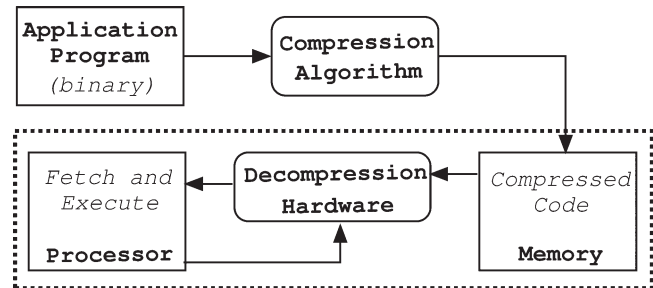 Application
Program
(binary)
Compression
Algorithm
Fetch and
Execute
Processor
Decompression
Hardware
Compressed
Code
Memory